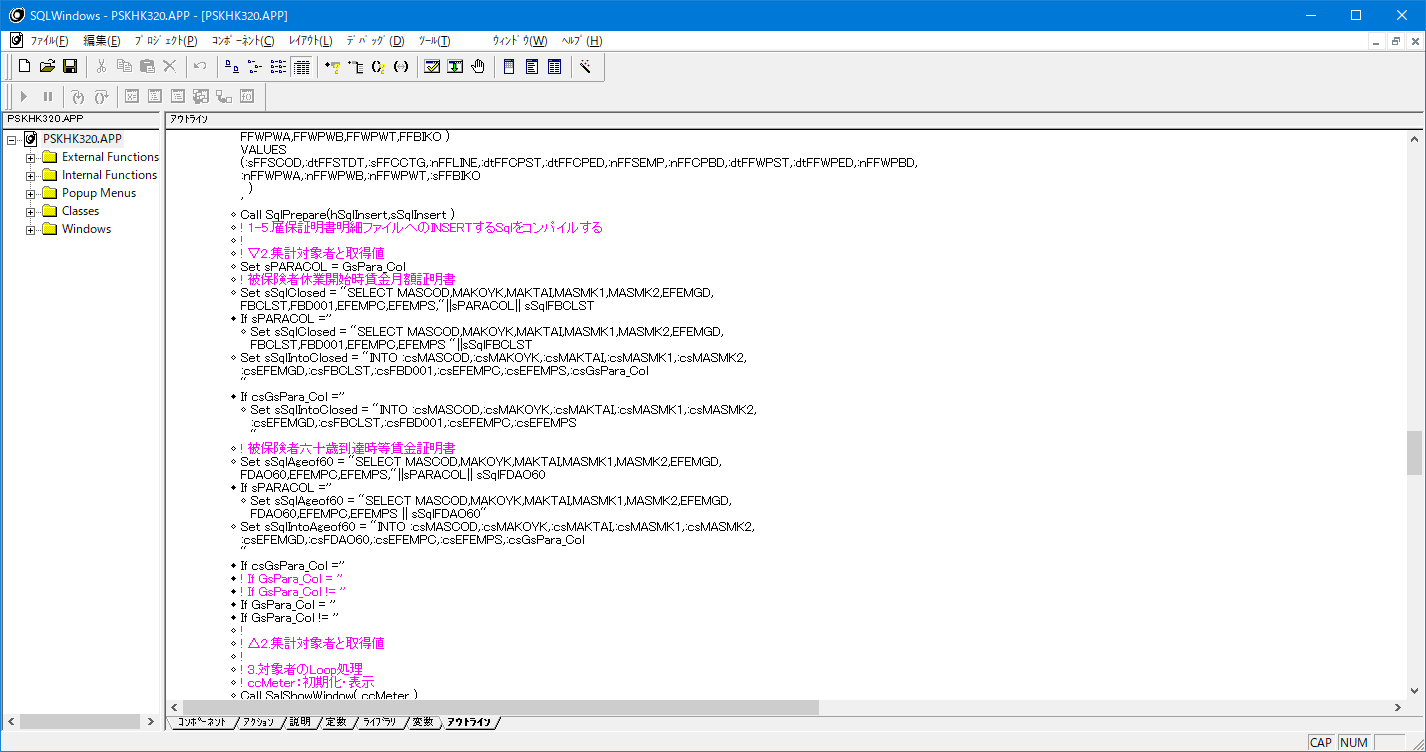 SQLWindows - PSKHK320.APP - [PSKHK320.APP]
ﾌｧｲﾙ(F) 編集(E) ﾌﾟﾛｼﾞｪｸﾄ(P) ｺﾝﾎﾟｰﾈﾝﾄ(C) ﾚｲｱｳﾄ(L) ﾃﾞﾊﾞｯｸﾞ(D) ﾂｰﾙ(T) ｳｨﾝﾄﾞｳ(W) ﾍﾙﾌﾟ(H)
PSKHK320.APP
PSKHK320.APP
External Functions
Internal Functions
Popup Menus
Classes
Windows
ｱｳﾄﾗｲﾝ
FFWPWA,FFWPWB,FFWPWT,FFBIKO )
VALUES
(:sFFSCOD,:dtFFSTDT,:sFFCCTG,:nFFLINE,:dtFFCPST,:dtFFCPED,:nFFSEMP,:nFFCPBD,:dtFFWPST,:dtFFWPED,:nFFWPBD,
:nFFWPWA,:nFFWPWB,:nFFWPWT,:sFFBIKO
)
'
Call SqlPrepare(hSqlInsert,sSqlInsert )
! 1-5.雇保証明書明細ファイルへのINSERTするSqlをコンパイルする
!
! ▽2.集計対象者と取得値
Set sPARACOL = GsPara_Col
! 被保険者休業開始時賃金月額証明書
Set sSqlClosed = "SELECT MASCOD,MAKOYK,MAKTAI,MASMK1,MASMK2,EFEMGD,
FBCLST,FBD001,EFEMPC,EFEMPS,"||sPARACOL|| sSqlFBCLST
If sPARACOL =''
Set sSqlClosed = "SELECT MASCOD,MAKOYK,MAKTAI,MASMK1,MASMK2,EFEMGD,
FBCLST,FBD001,EFEMPC,EFEMPS "||sSqlFBCLST
Set sSqlIntoClosed = "INTO :csMASCOD,:csMAKOYK,:csMAKTAI,:csMASMK1,:csMASMK2,
:csEFEMGD,:csFBCLST,:csFBD001,:csEFEMPC,:csEFEMPS,:csGsPara_Col
"
If csGsPara_Col =''
Set sSqlIntoClosed = "INTO :csMASCOD,:csMAKOYK,:csMAKTAI,:csMASMK1,:csMASMK2,
:csEFEMGD,:csFBCLST,:csFBD001,:csEFEMPC,:csEFEMPS
"
! 被保険者六十歳到達時等賃金証明書
Set sSqlAgeof60 = "SELECT MASCOD,MAKOYK,MAKTAI,MASMK1,MASMK2,EFEMGD,
FDAO60,EFEMPC,EFEMPS,"||sPARACOL|| sSqlFDAO60
If sPARACOL =''
Set sSqlAgeof60 = "SELECT MASCOD,MAKOYK,MAKTAI,MASMK1,MASMK2,EFEMGD,
FDAO60,EFEMPC,EFEMPS || sSqlFDAO60"
Set sSqlIntoAgeof60 = "INTO :csMASCOD,:csMAKOYK,:csMAKTAI,:csMASMK1,:csMASMK2,
:csEFEMGD,:csFDAO60,:csEFEMPC,:csEFEMPS,:csGsPara_Col
"
If csGsPara_Col =''
! If GsPara_Col = ''
! If GsPara_Col != ''
If GsPara_Col = ''
If GsPara_Col != ''
!
! △2.集計対象者と取得値
!
! 3.対象者のLoop処理
! ccMeter:初期化・表示
Call SalShowWindow( ccMeter )
ｺﾝﾎﾟｰﾈﾝﾄ ｱｸｼｮﾝ 説明 定数 ﾗｲﾌﾞﾗﾘ 変数 ｱｳﾄﾗｲﾝ
CAP NUM